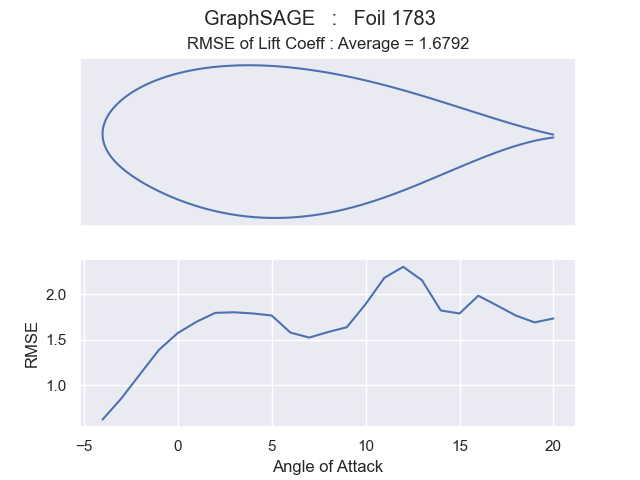 GraphSAGE   :   Foil 1783
RMSE of Lift Coeff : Average = 1.6792
2.0
1.5
1.0
RMSE
−5 0 5 10 15 20
Angle of Attack